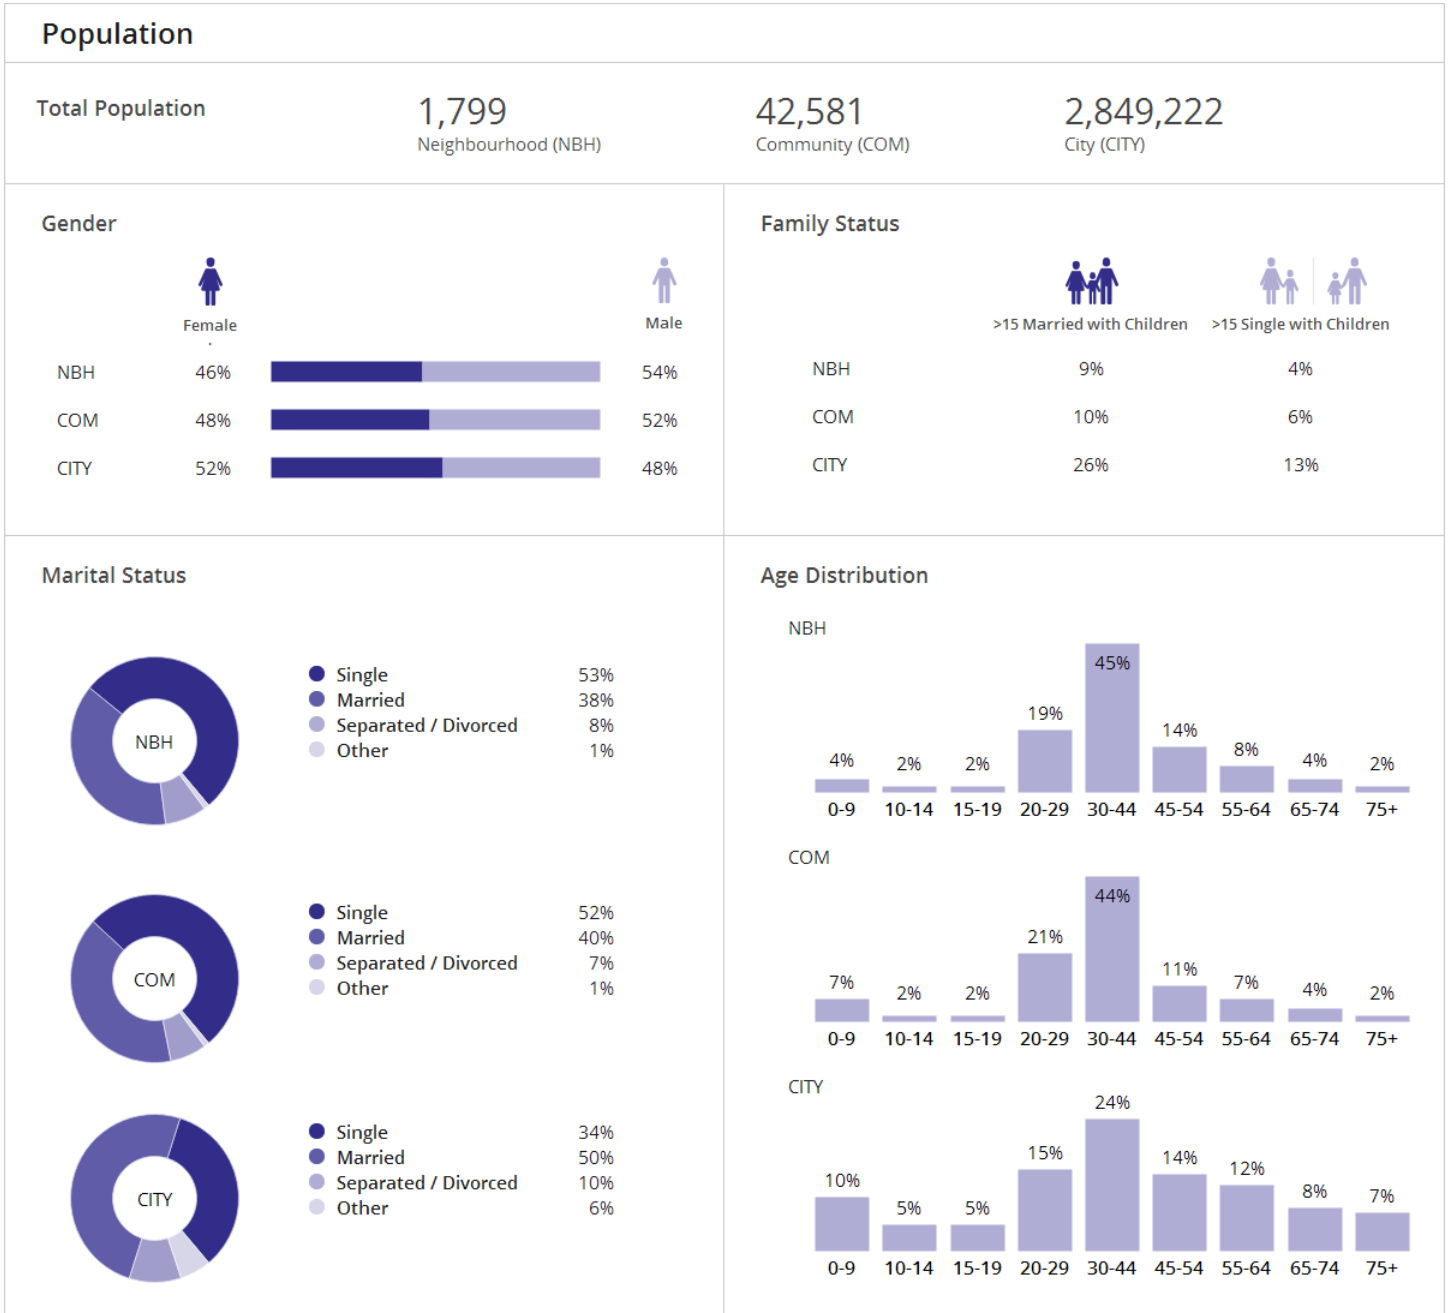 Population
Total Population
1,799
Neighbourhood (NBH)
42,581
Community (COM)
2,849,222
City (CITY)
Gender
Female
Male
NBH 46% 54%
COM 48% 52%
CITY 52% 48%
Family Status
>15 Married with Children >15 Single with Children
NBH 9% 4%
COM 10% 6%
CITY 26% 13%
Marital Status
NBH
Single 53%
Married 38%
Separated / Divorced 8%
Other 1%
COM
Single 52%
Married 40%
Separated / Divorced 7%
Other 1%
CITY
Single 34%
Married 50%
Separated / Divorced 10%
Other 6%
Age Distribution
NBH
4% 2% 2% 19% 45% 14% 8% 4% 2%
0-9 10-14 15-19 20-29 30-44 45-54 55-64 65-74 75+
COM
7% 2% 2% 21% 44% 11% 7% 4% 2%
0-9 10-14 15-19 20-29 30-44 45-54 55-64 65-74 75+
CITY
10% 5% 5% 15% 24% 14% 12% 8% 7%
0-9 10-14 15-19 20-29 30-44 45-54 55-64 65-74 75+